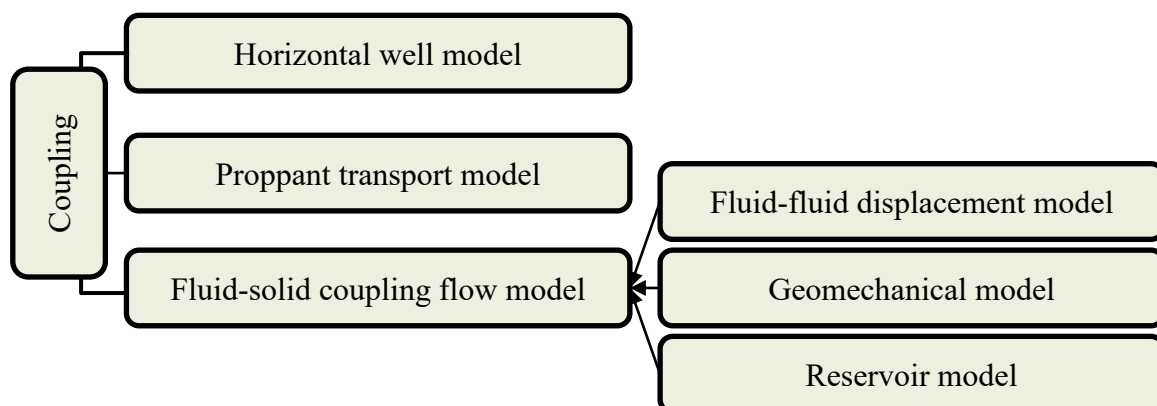 Coupling
Horizontal well model
Proppant transport model
Fluid-solid coupling flow model
Fluid-fluid displacement model
Geomechanical model
Reservoir model